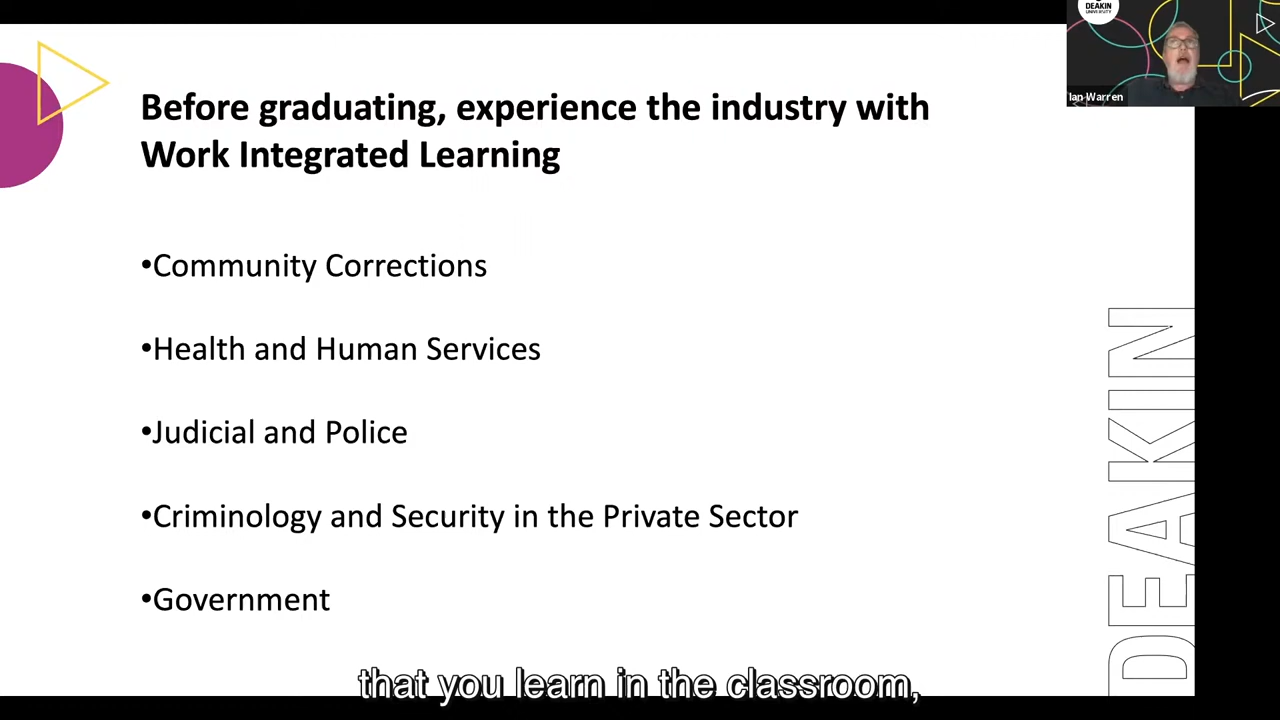 DEAKIN
UNIVERSITY
Ian Warren
Before graduating, experience the industry with
Work Integrated Learning
•Community Corrections
•Health and Human Services
•Judicial and Police
•Criminology and Security in the Private Sector
•Government
DEAKIN
that you learn in the classroom,